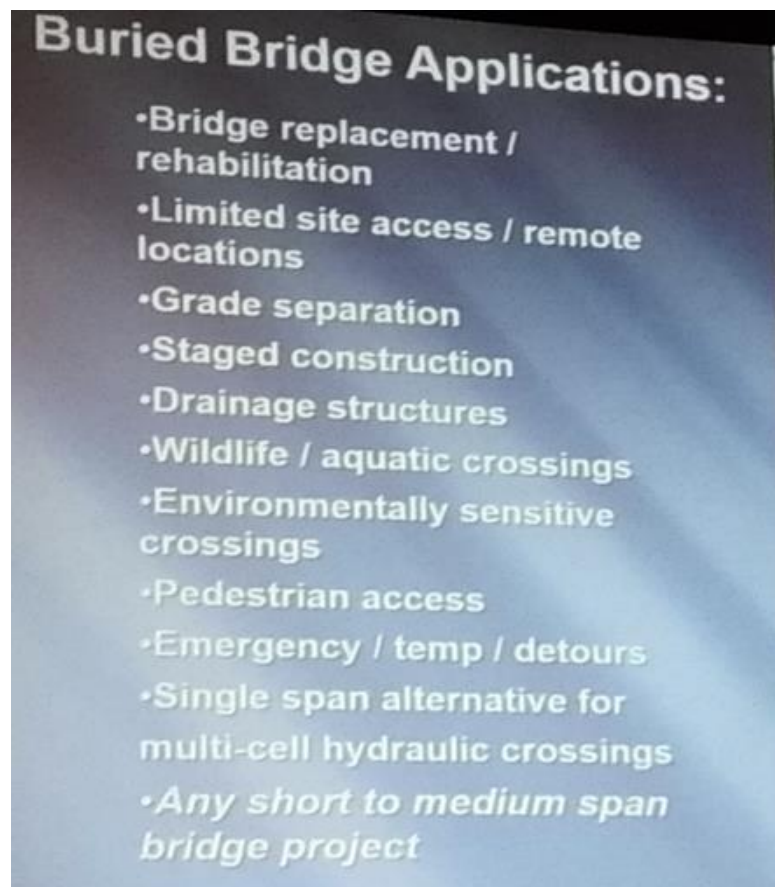 Buried Bridge Applications:
•Bridge replacement /
rehabilitation
•Limited site access / remote
locations
•Grade separation
•Staged construction
•Drainage structures
•Wildlife / aquatic crossings
•Environmentally sensitive
crossings
•Pedestrian access
•Emergency / temp / detours
•Single span alternative for
multi-cell hydraulic crossings
•Any short to medium span
bridge project